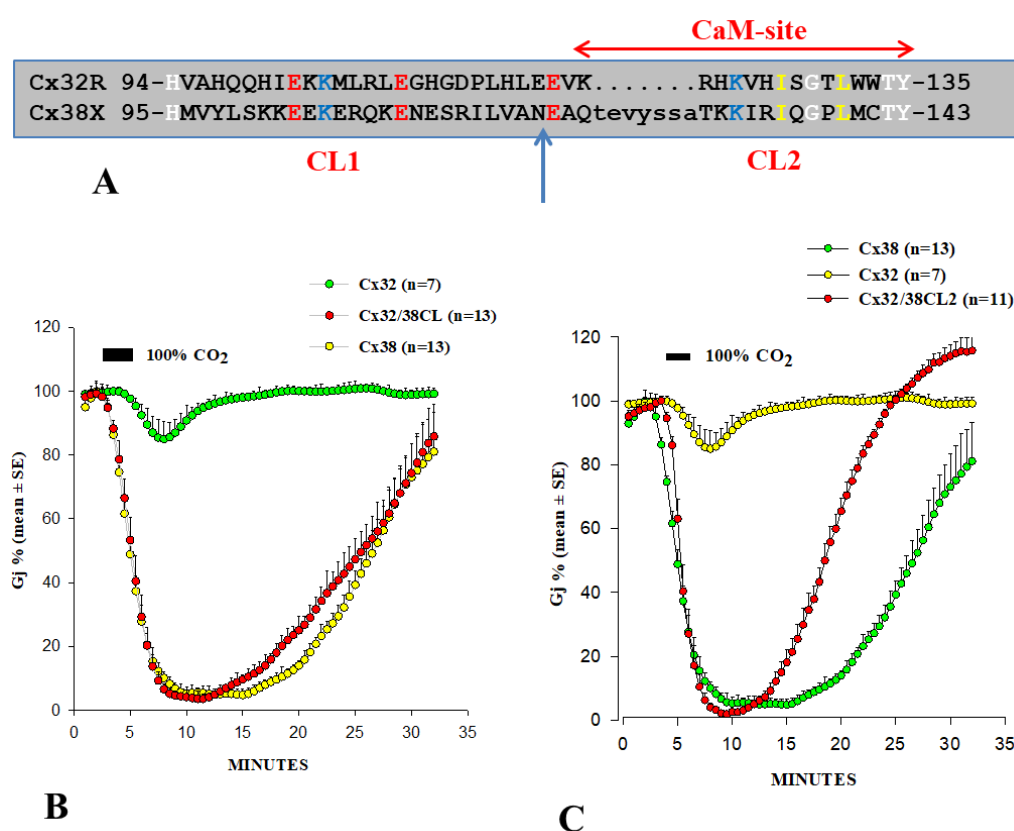 CaM-site
Cx32R 94-HVAHQQHIEKKMLRLEGHGDPLHLEEVK.......RHKVHISGTLWWTY-135
Cx38X 95-HMVYLSKKEEKERQKENESRILVANEAQtevyssaTKKIRIQGPLMCTY-143
CL1
CL2
A
Cx32 (n=7)
Cx32/38CL (n=13)
Cx38 (n=13)
100% CO2
Gj % (mean ± SE)
120
100
80
60
40
20
0
0 5 10 15 20 25 30 35
MINUTES
B
Cx38 (n=13)
Cx32 (n=7)
Cx32/38CL2 (n=11)
100% CO2
Gj % (mean ± SE)
120
100
80
60
40
20
0
0 5 10 15 20 25 30 35
MINUTES
C